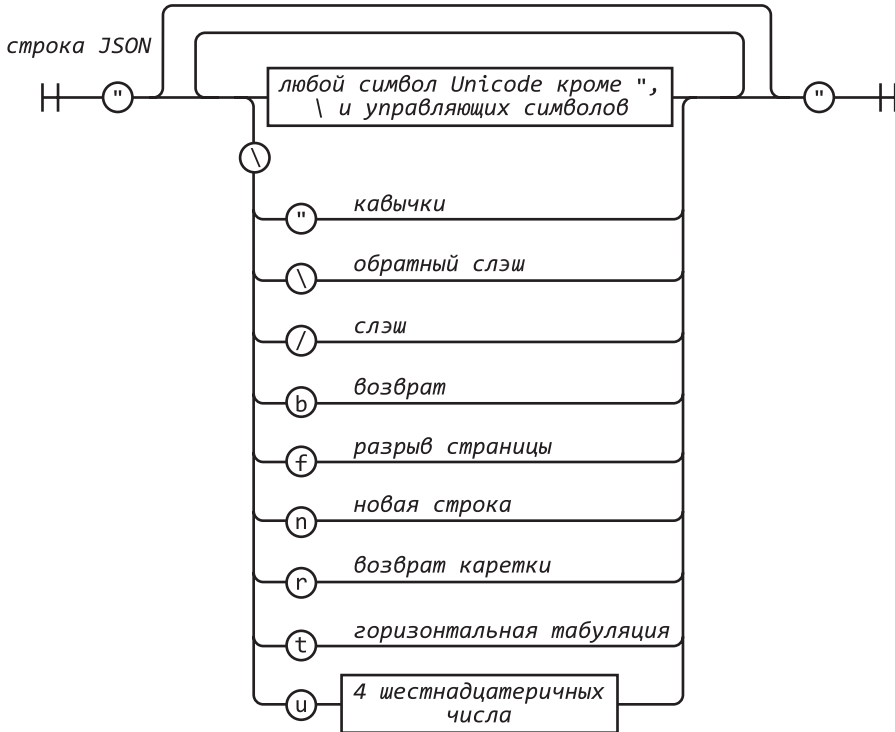 строка JSON
"
любой символ Unicode кроме ",
\ и управляющих символов
"
\
" кавычки
\ обратный слэш
/ слэш
b возврат
f разрыв страницы
n новая строка
r возврат каретки
t горизонтальная табуляция
u 4 шестнадцатеричных
числа